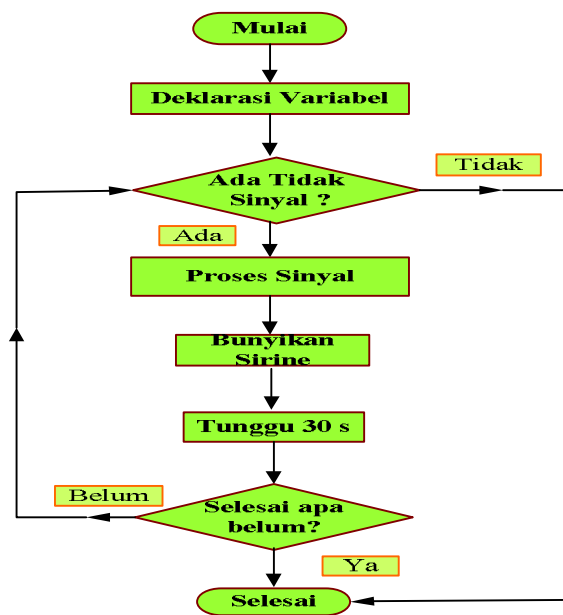 Mulai
Deklarasi Variabel
Ada Tidak
Sinyal ?
Tidak
Ada
Proses Sinyal
Bunyikan
Sirine
Tunggu 30 s
Belum
Selesai apa
belum?
Ya
Selesai